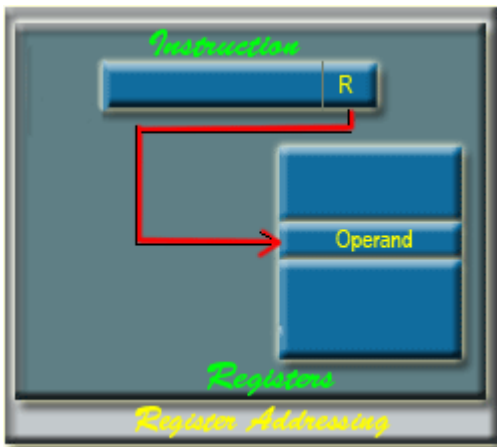 Instruction
R
Operand
Registers
Register Addressing